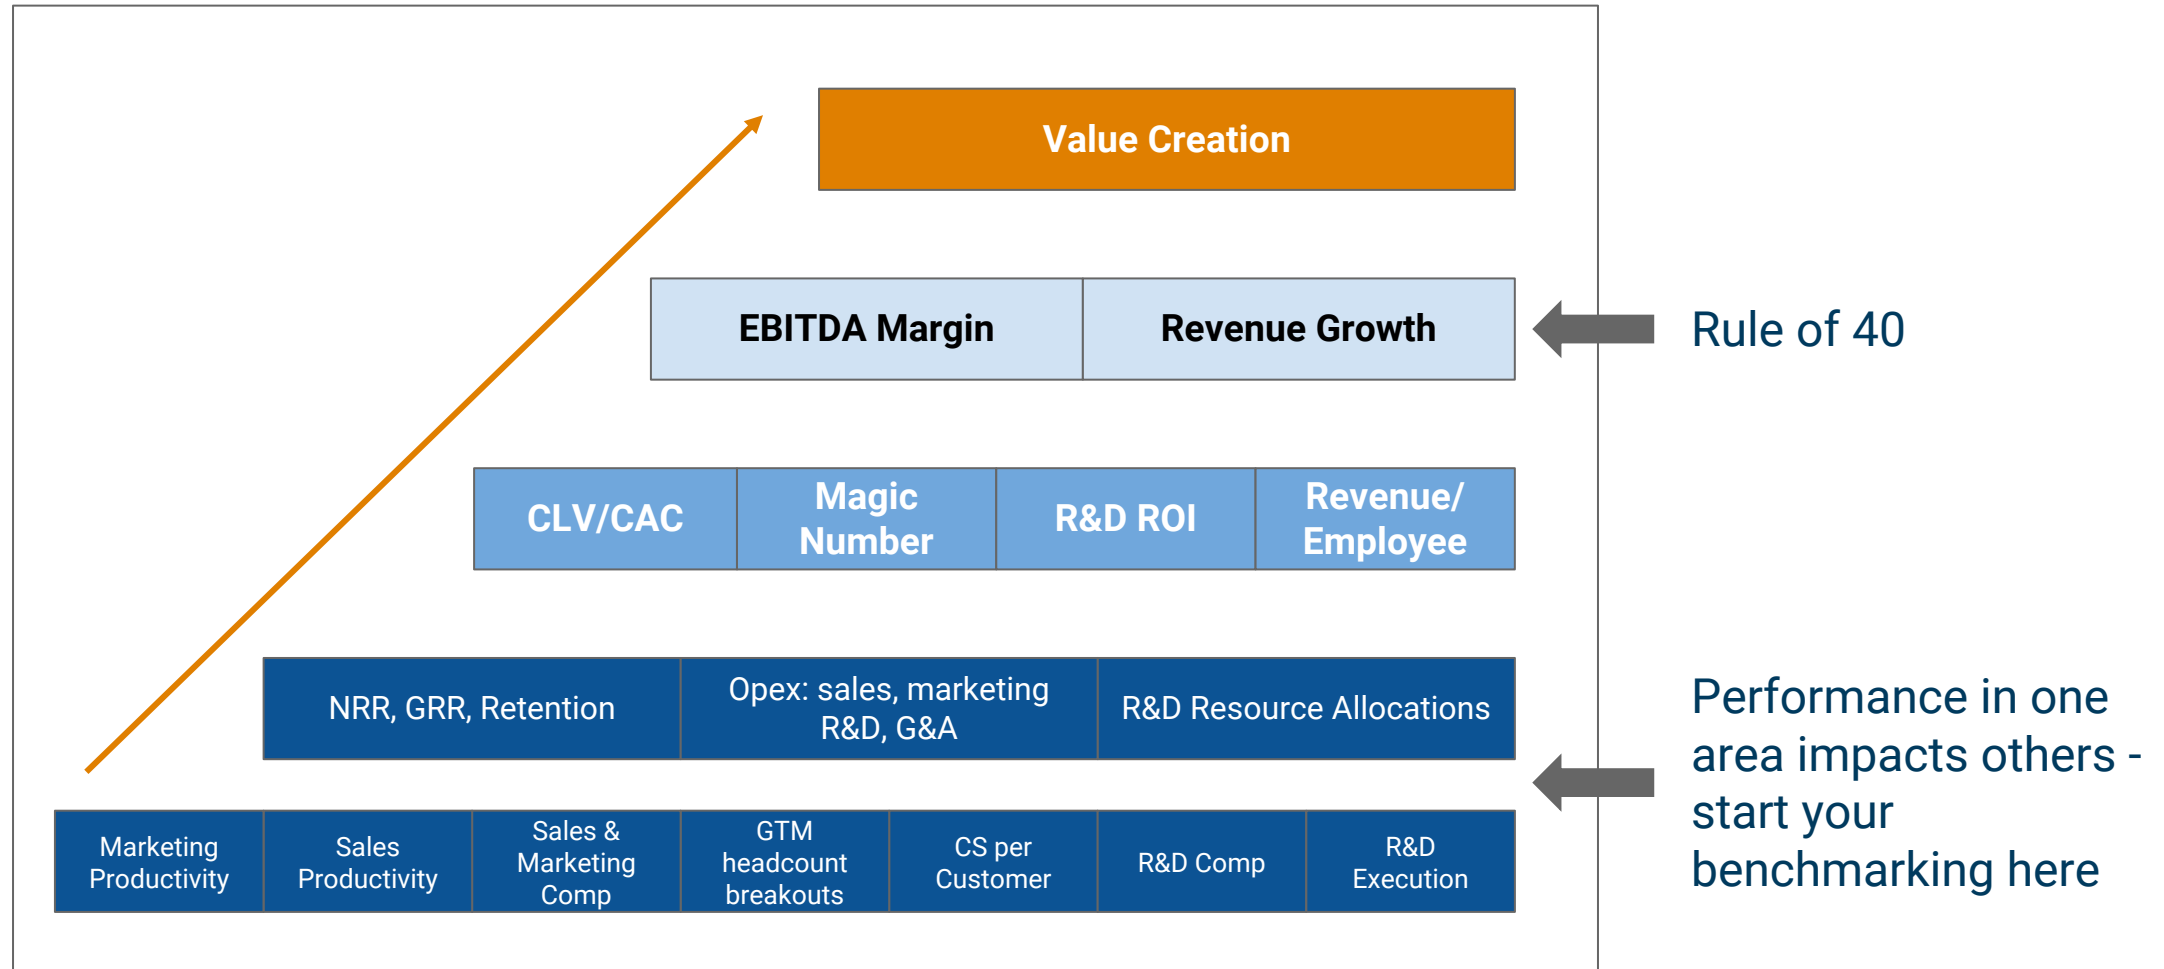 Value Creation
EBITDA Margin
Revenue Growth
Rule of 40
CLV/CAC
Magic
Number
R&D ROI
Revenue/
Employee
NRR, GRR, Retention
Opex: sales, marketing
R&D, G&A
R&D Resource Allocations
Performance in one
area impacts others -
start your
benchmarking here
Marketing
Productivity
Sales
Productivity
Sales &
Marketing
Comp
GTM
headcount
breakouts
CS per
Customer
R&D Comp
R&D
Execution